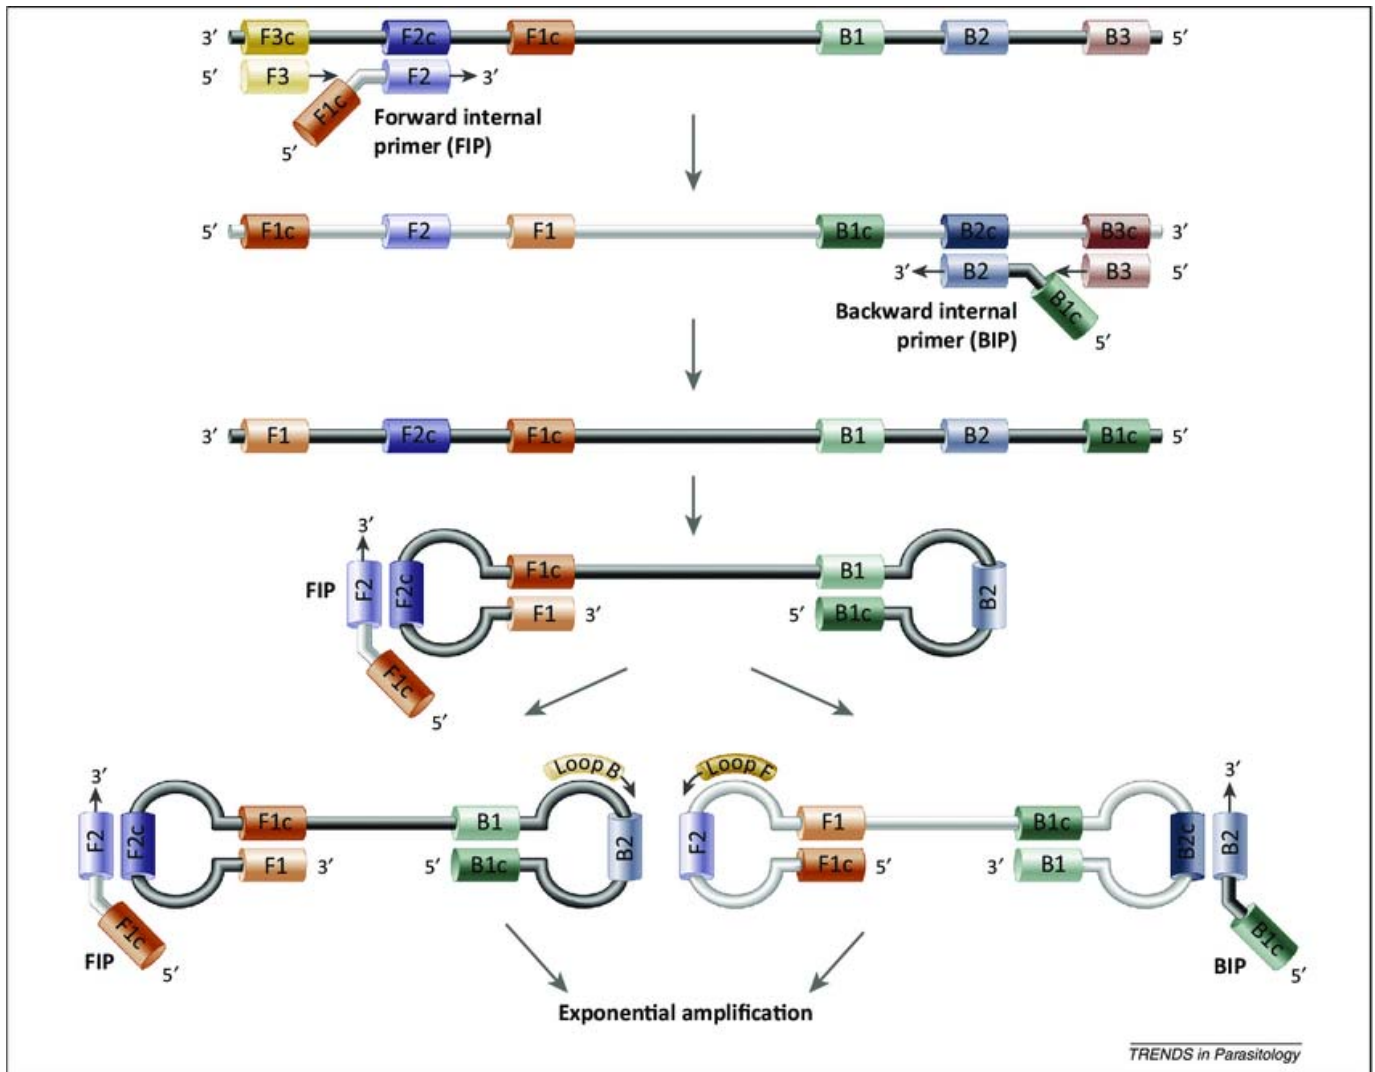 3′ F3c F2c F1c B1 B2 B3 5′
5′ F3 F2 3′
F1c
5′
Forward internal
primer (FIP)
5′ F1c F2 F1 B1c B2c B3c 3′
3′ B2 B3 5′
B1c
5′
Backward internal
primer (BIP)
3′ F1 F2c F1c B1 B2 B1c 5′
3′
FIP F2 F2c F1c B1 B2
F1 3′ 5′ B1c
F1c
5′
Loop B Loop F
3′ 3′
F2 F2c F1c B1 B2 F2 F1 B1c B2c B2
F1 3′ 5′ B1c F1c 5′ 3′ B1
F1c B1c
FIP 5′ BIP 5′
Exponential amplification
TRENDS in Parasitology